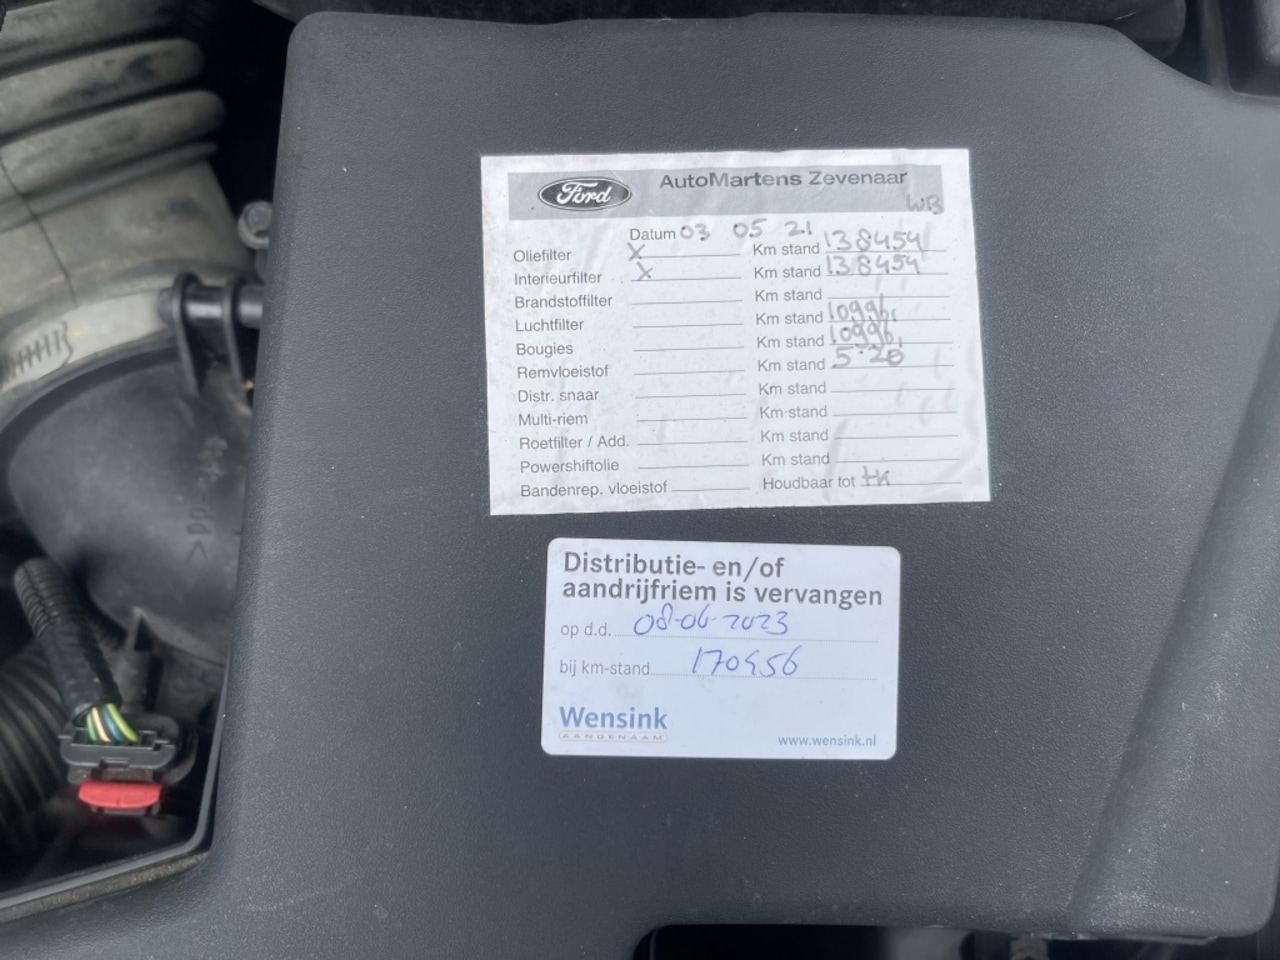 Ford AutoMartens Zevenaar
WB
Datum 03 05 21
Oliefilter X Km stand 138454
Interieurfilter X Km stand 138454
Brandstoffilter Km stand
Luchtfilter Km stand 10996,
Bougies Km stand 10996,
Remvloeistof Km stand 5-20
Distr. snaar Km stand
Multi-riem Km stand
Roetfilter / Add. Km stand
Powershiftolie Km stand
Bandenrep. vloeistof Houdbaar tot
Distributie- en/of
aandrijfriem is vervangen
op d.d. 08-06-2023
bij km-stand 170456
Wensink
AANGENAAM
www.wensink.nl